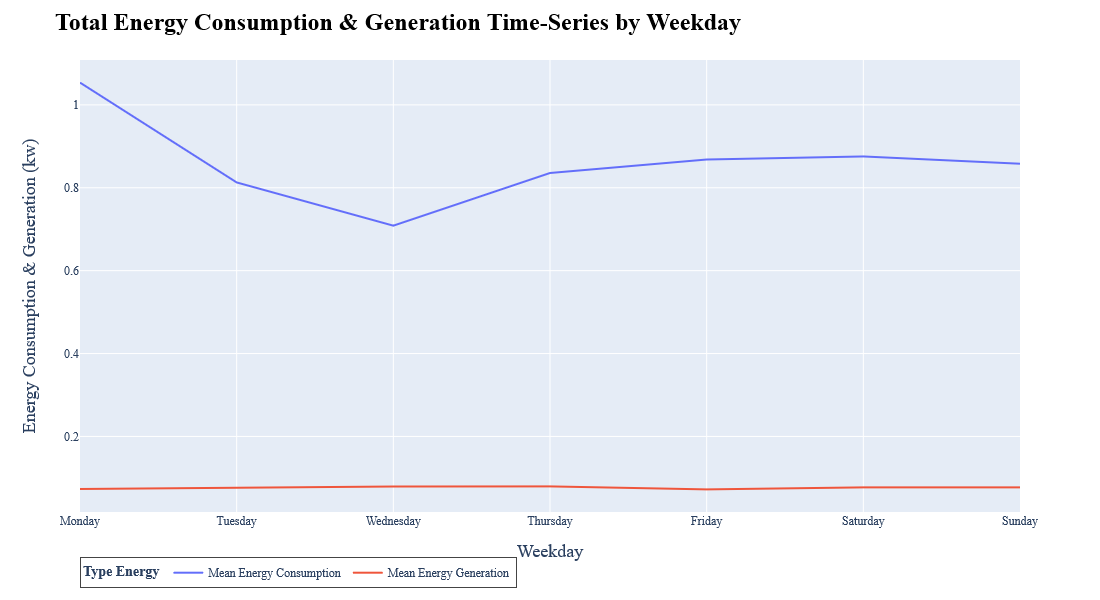 Total Energy Consumption & Generation Time-Series by Weekday
Energy Consumption & Generation (kw)
1
0.8
0.6
0.4
0.2
Monday Tuesday Wednesday Thursday Friday Saturday Sunday
Weekday
Type Energy Mean Energy Consumption Mean Energy Generation